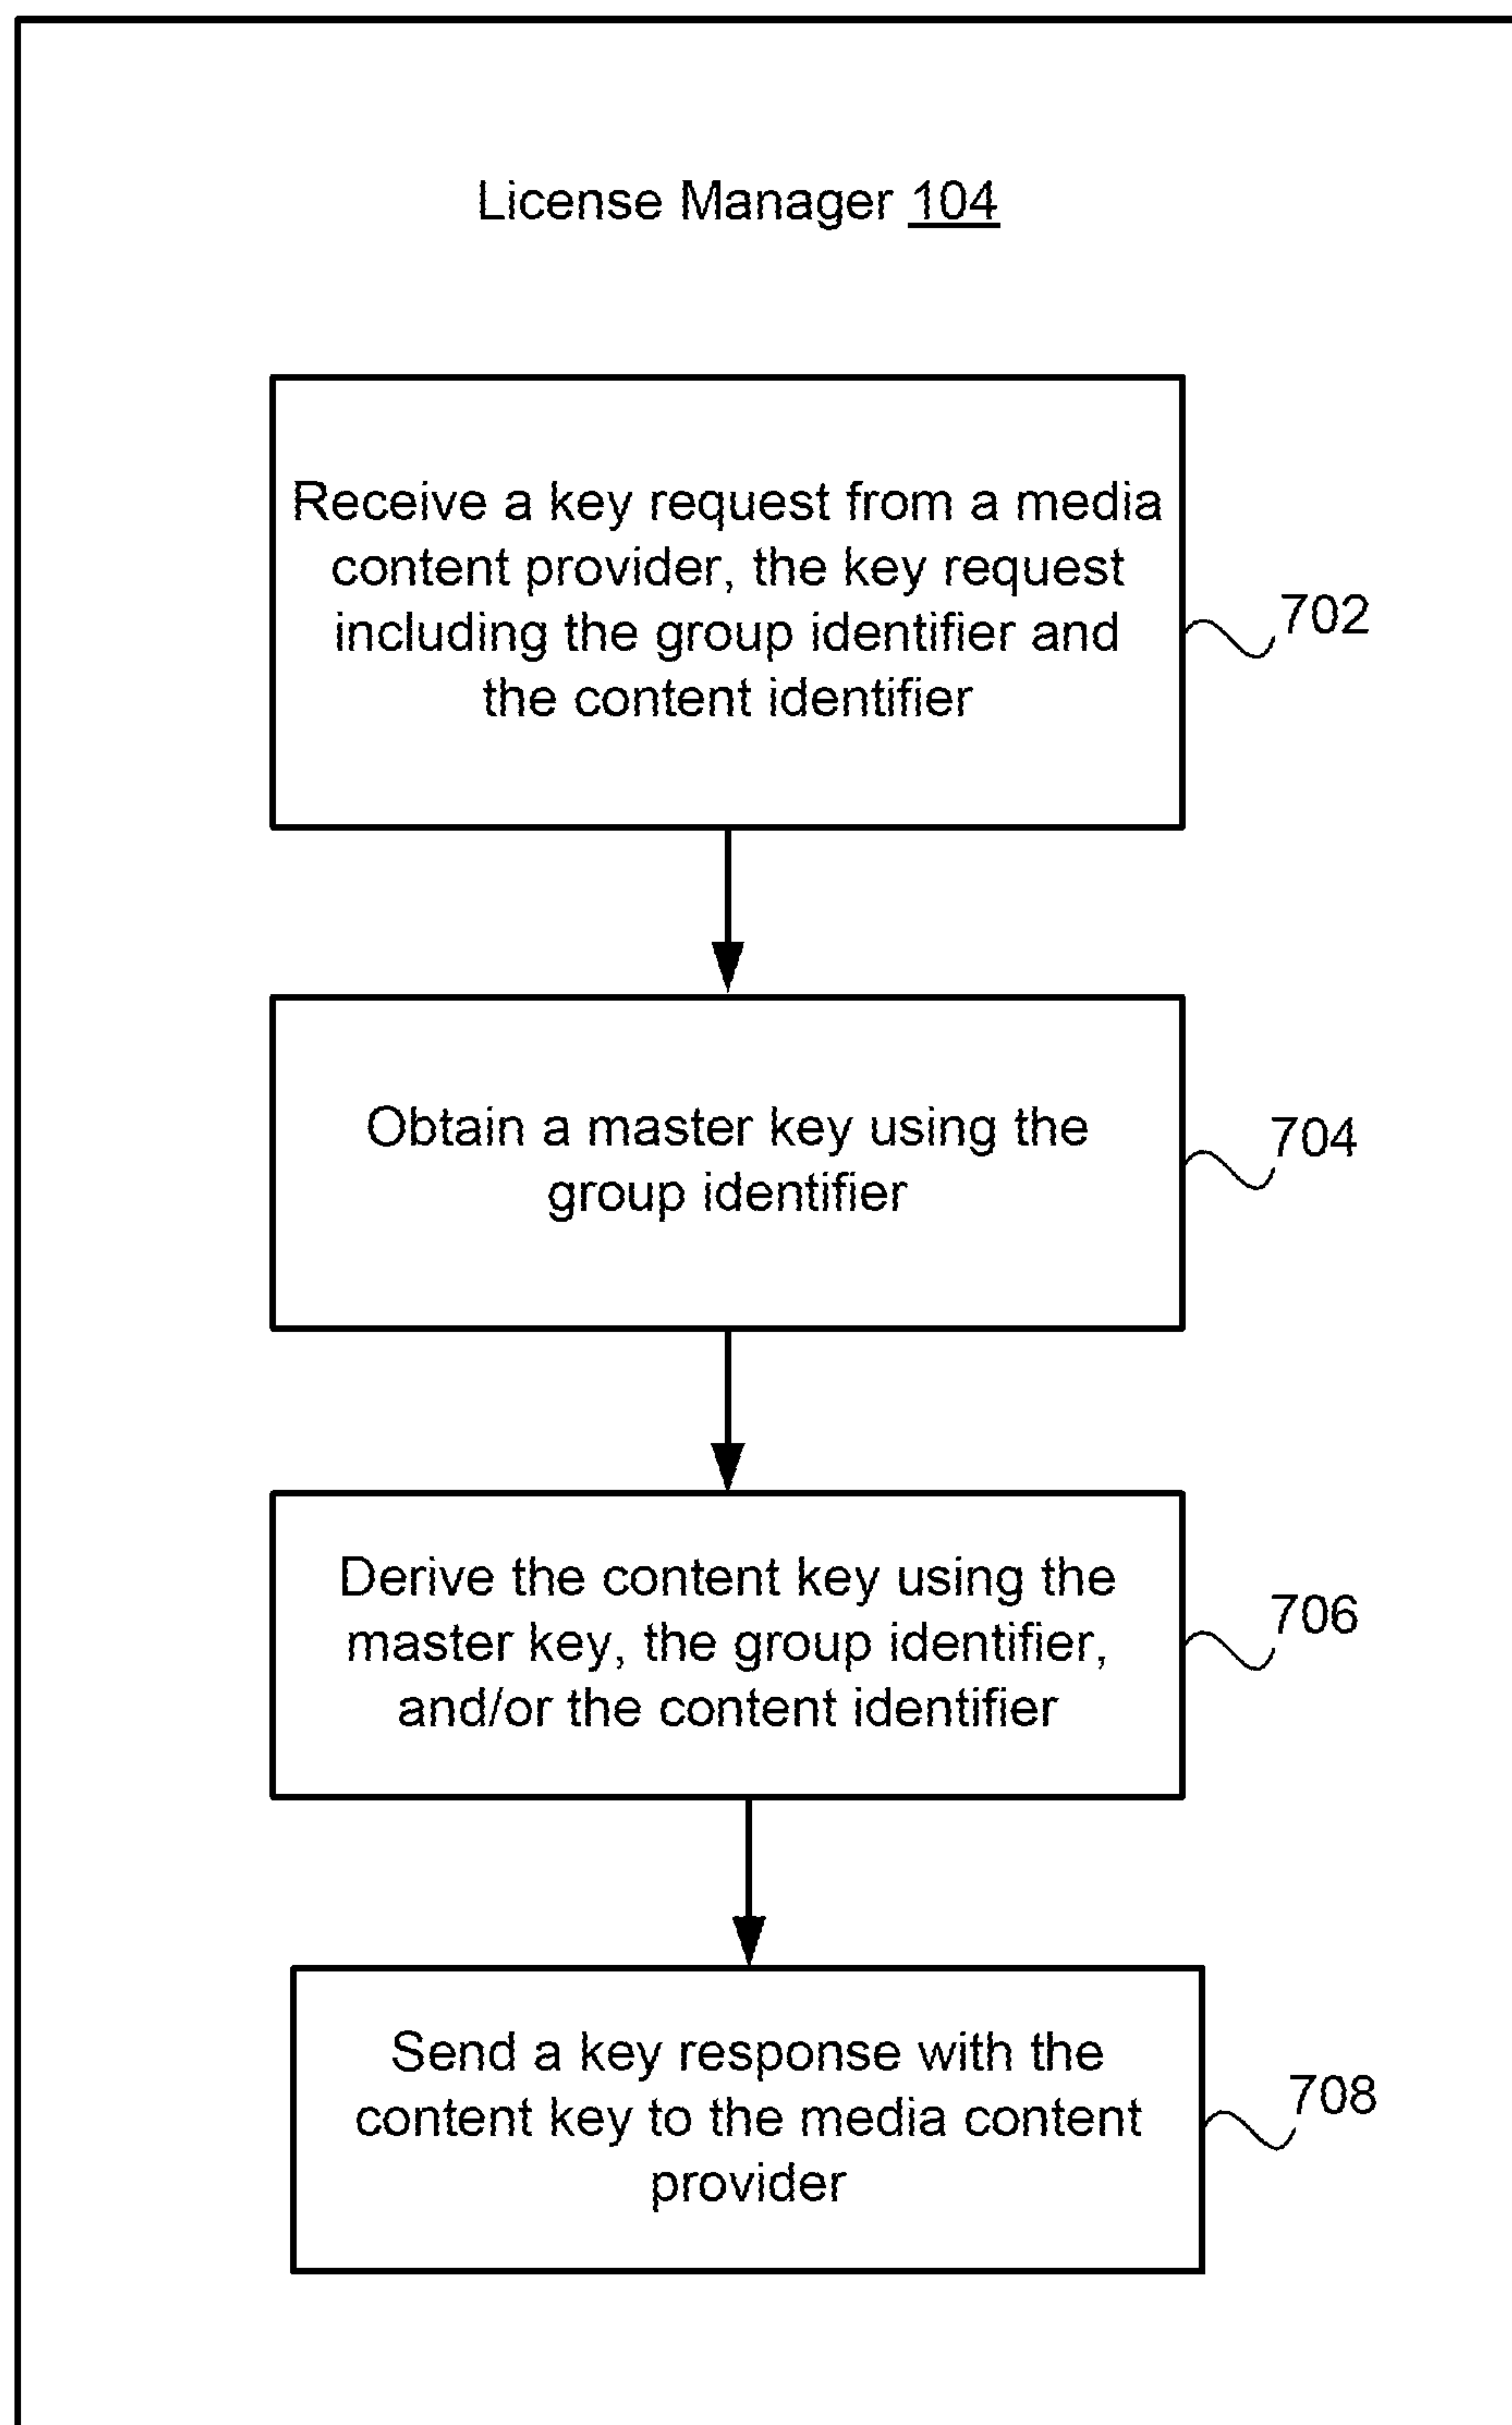 License Manager 104
Receive a key request from a media
content provider, the key request
including the group identifier and
the content identifier
702
Obtain a master key using the
group identifier
704
Derive the content key using the
master key, the group identifier,
and/or the content identifier
706
Send a key response with the
content key to the media content
provider
708